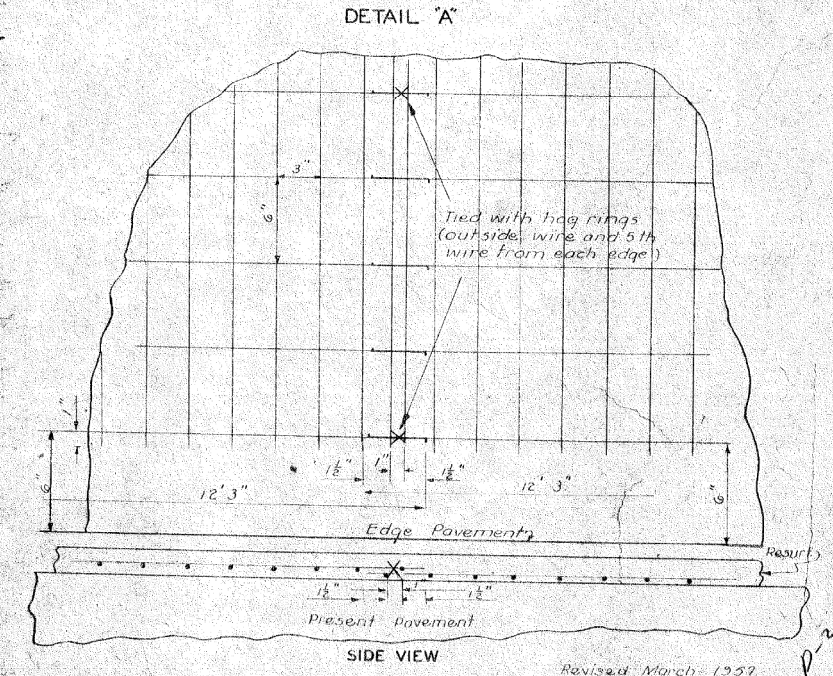 DETAIL "A"
3"
6"
Tied with hog rings
(outside wire and 5th
wire from each edge)
1"
6"
1½" 1" 1½"
12' 3" 12' 3"
6"
Edge Pavement
Resurf
1½" 1" 1½"
Present Pavement
SIDE VIEW
Revised March 1957